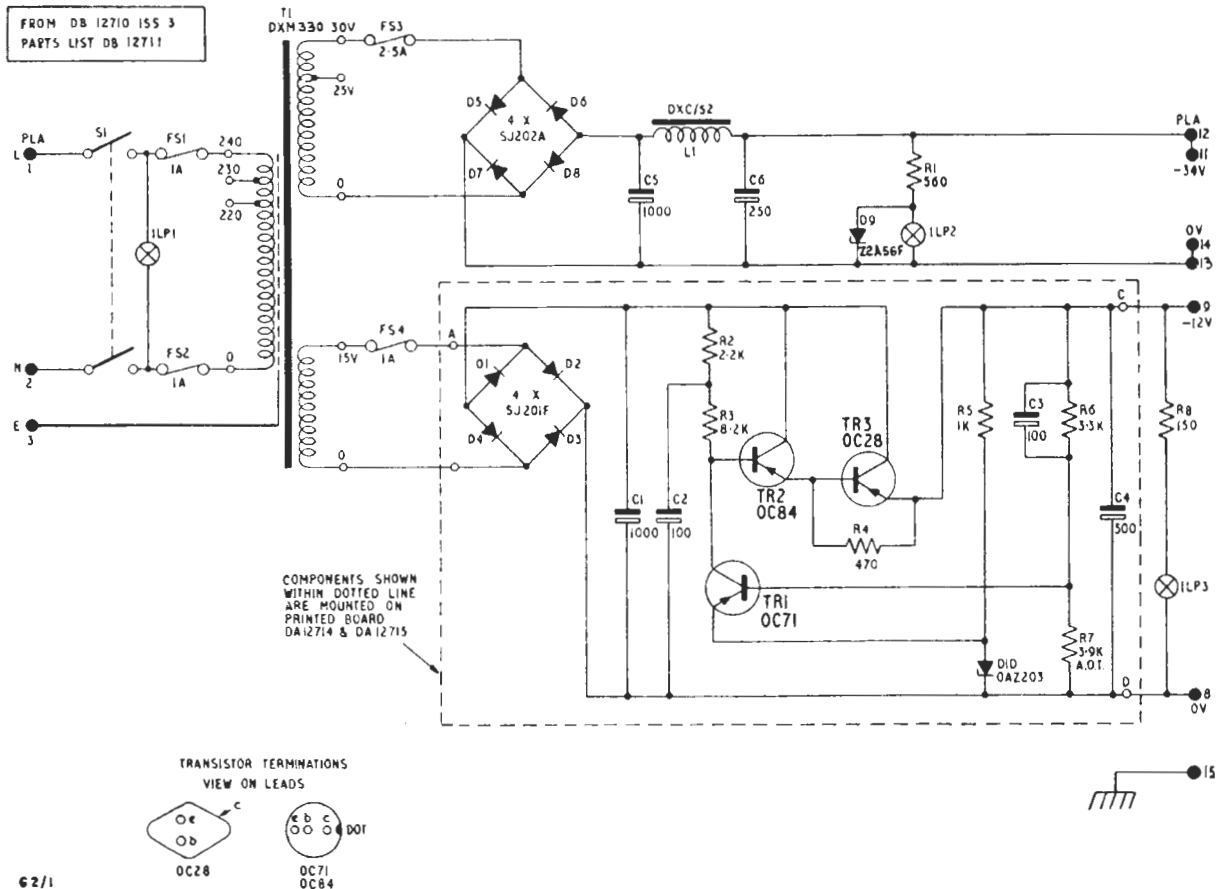 FROM DB 12710 ISS 3
PARTS LIST DB 12711
T1
DXM330 30V
FS3
2·5A
25V
0
D5
D6
4 X
SJ202A
D7
D8
DXC/52
L1
C5
1000
C6
250
R1
560
D9
Z2A56F
ILP2
PLA
12
11
-34V
0V
14
13
PLA
L
1
S1
FS1
1A
240
230
220
ILP1
N
2
FS2
1A
0
E
3
15V
FS4
1A
A
0
D1
D2
4 X
SJ201F
D4
D3
R2
2·2K
R3
8·2K
C1
1000
C2
100
TR2
OC84
TR3
OC28
R4
470
TR1
OC71
R5
1K
C3
100
R6
3·3K
R7
3·9K
A.O.T.
D10
OAZ203
C4
500
C
9
-12V
R8
150
ILP3
D
8
0V
COMPONENTS SHOWN
WITHIN DOTTED LINE
ARE MOUNTED ON
PRINTED BOARD
DA12714 & DA12715
15
TRANSISTOR TERMINATIONS
VIEW ON LEADS
c
e
b
OC28
e b c
DOT
OC71
OC84
62/1